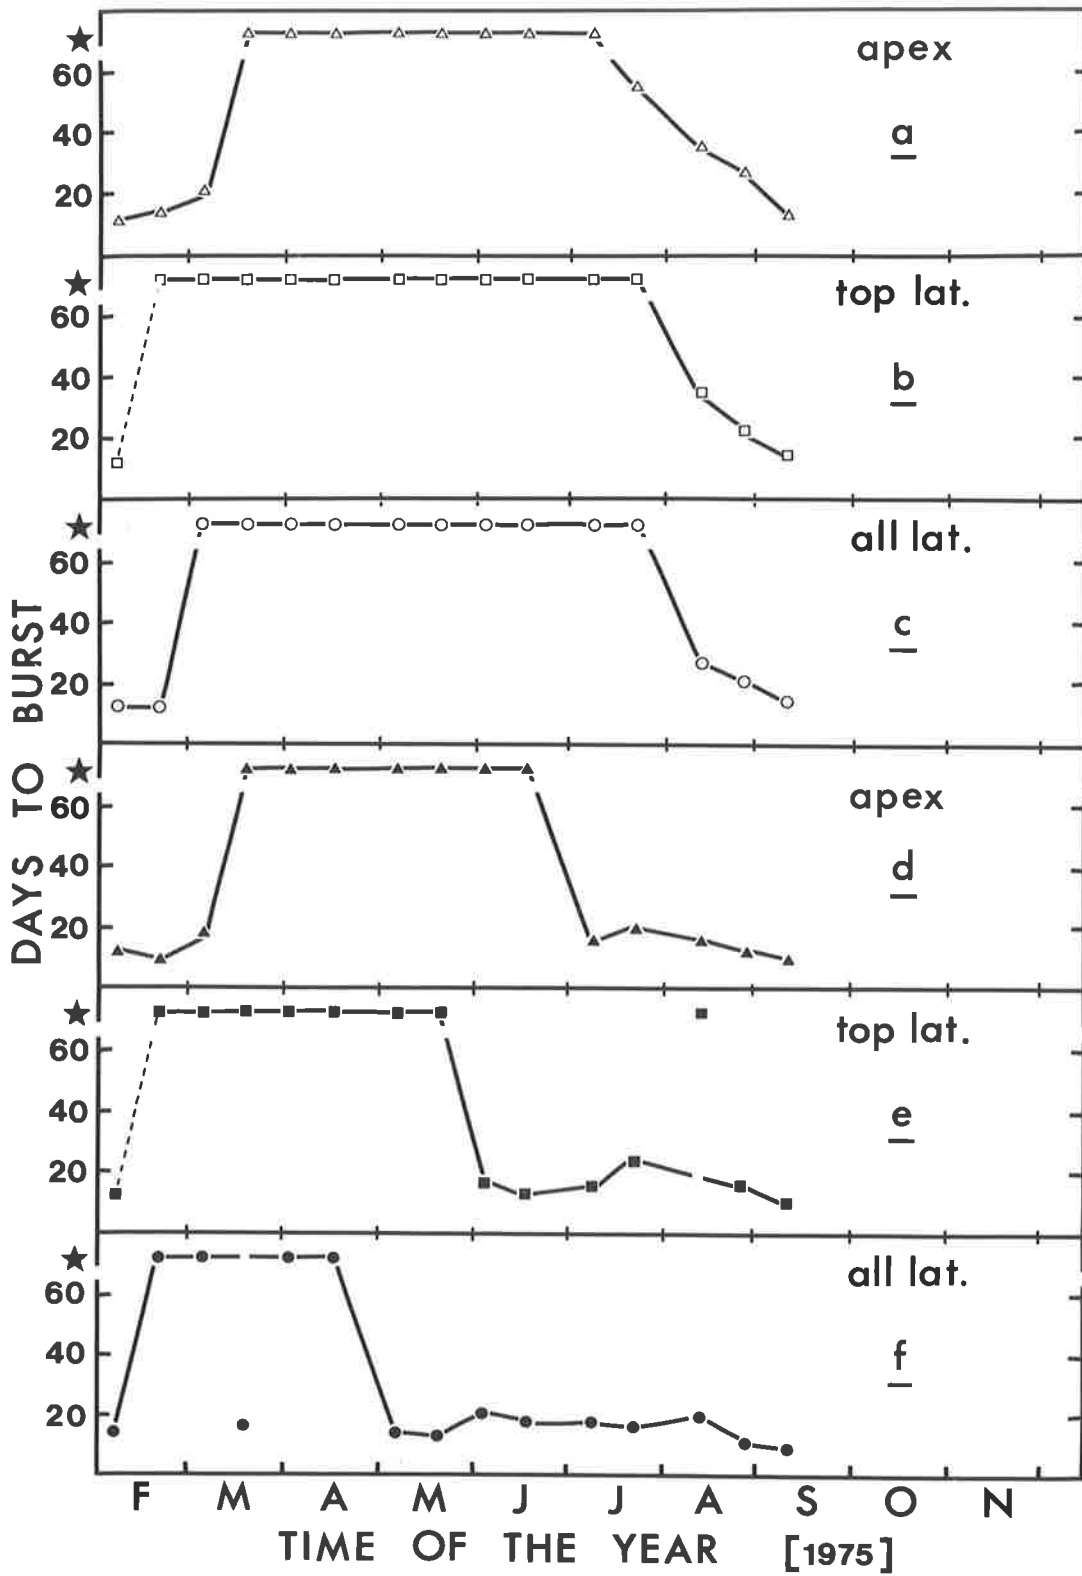 ★
60
40
20
apex
a
★
60
40
20
top lat.
b
★
60
40
20
all lat.
c
★
60
40
20
apex
d
★
60
40
20
top lat.
e
★
60
40
20
all lat.
f
DAYS TO BURST
F M A M J J A S O N
TIME OF THE YEAR [1975]